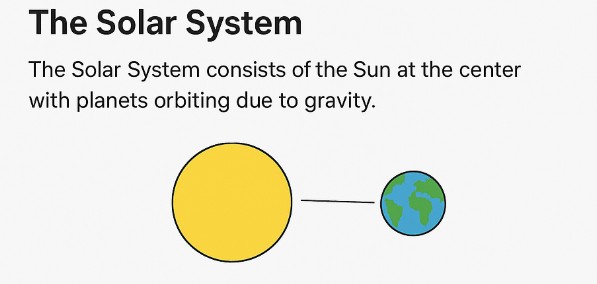 The Solar System
The Solar System consists of the Sun at the center
with planets orbiting due to gravity.